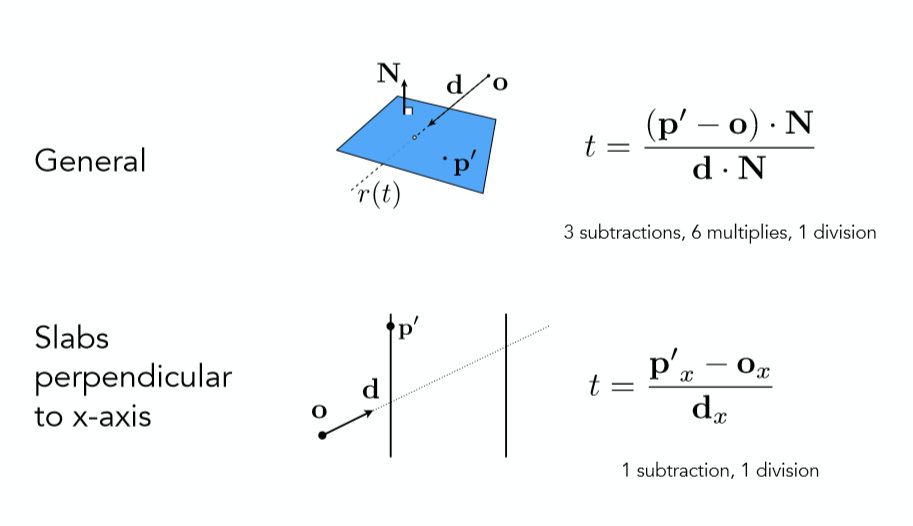 General
N
d
o
p′
r(t)
t = (p′ − o) · N / d · N
3 subtractions, 6 multiplies, 1 division
Slabs
perpendicular
to x-axis
p′
d
o
t = p′x − ox / dx
1 subtraction, 1 division